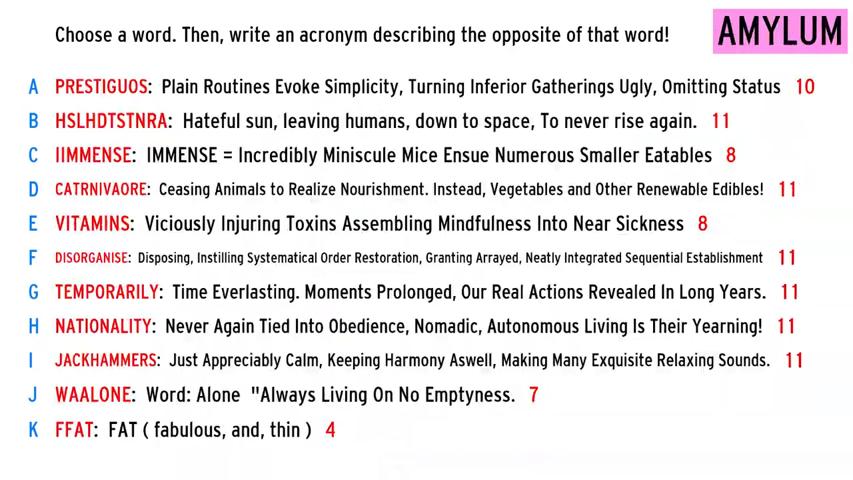 Choose a word. Then, write an acronym describing the opposite of that word! AMYLUM
A PRESTIGUOS: Plain Routines Evoke Simplicity, Turning Inferior Gatherings Ugly, Omitting Status 10
B HSLHDTSTNRA: Hateful sun, leaving humans, down to space, To never rise again. 11
C IIMMENSE: IMMENSE = Incredibly Miniscule Mice Ensue Numerous Smaller Eatables 8
D CATRNIVAORE: Ceasing Animals to Realize Nourishment. Instead, Vegetables and Other Renewable Edibles! 11
E VITAMINS: Viciously Injuring Toxins Assembling Mindfulness Into Near Sickness 8
F DISORGANISE: Disposing, Instilling Systematical Order Restoration, Granting Arrayed, Neatly Integrated Sequential Establishment 11
G TEMPORARILY: Time Everlasting. Moments Prolonged, Our Real Actions Revealed In Long Years. 11
H NATIONALITY: Never Again Tied Into Obedience, Nomadic, Autonomous Living Is Their Yearning! 11
I JACKHAMMERS: Just Appreciably Calm, Keeping Harmony Aswell, Making Many Exquisite Relaxing Sounds. 11
J WAALONE: Word: Alone "Always Living On No Emptyness. 7
K FFAT: FAT ( fabulous, and, thin ) 4